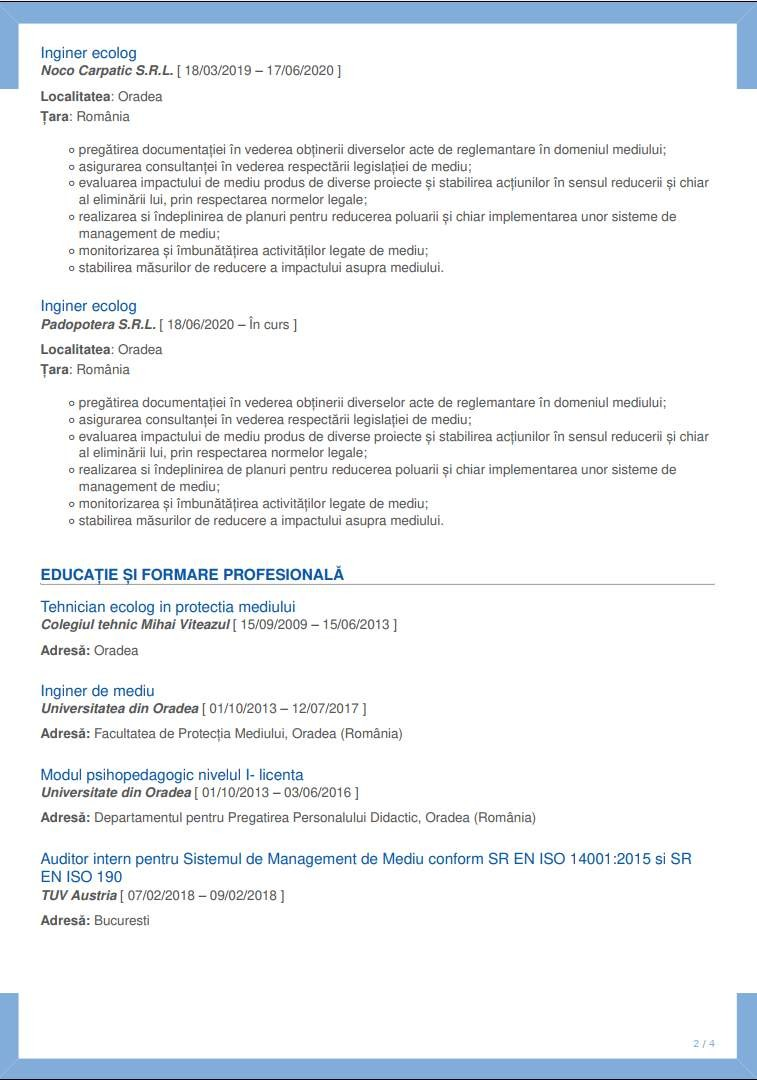 Inginer ecolog
Noco Carpatic S.R.L. [ 18/03/2019 – 17/06/2020 ]
Localitatea: Oradea
Țara: România
pregătirea documentației în vederea obținerii diverselor acte de reglemantare în domeniul mediului;
asigurarea consultanței în vederea respectării legislației de mediu;
evaluarea impactului de mediu produs de diverse proiecte și stabilirea acțiunilor în sensul reducerii și chiar
al eliminării lui, prin respectarea normelor legale;
realizarea si îndeplinirea de planuri pentru reducerea poluarii și chiar implementarea unor sisteme de
management de mediu;
monitorizarea și îmbunătățirea activităților legate de mediu;
stabilirea măsurilor de reducere a impactului asupra mediului.
Inginer ecolog
Padopotera S.R.L. [ 18/06/2020 – În curs ]
Localitatea: Oradea
Țara: România
pregătirea documentației în vederea obținerii diverselor acte de reglemantare în domeniul mediului;
asigurarea consultanței în vederea respectării legislației de mediu;
evaluarea impactului de mediu produs de diverse proiecte și stabilirea acțiunilor în sensul reducerii și chiar
al eliminării lui, prin respectarea normelor legale;
realizarea si îndeplinirea de planuri pentru reducerea poluarii și chiar implementarea unor sisteme de
management de mediu;
monitorizarea și îmbunătățirea activităților legate de mediu;
stabilirea măsurilor de reducere a impactului asupra mediului.
EDUCAȚIE ȘI FORMARE PROFESIONALĂ
Tehnician ecolog in protectia mediului
Colegiul tehnic Mihai Viteazul [ 15/09/2009 – 15/06/2013 ]
Adresă: Oradea
Inginer de mediu
Universitatea din Oradea [ 01/10/2013 – 12/07/2017 ]
Adresă: Facultatea de Protecția Mediului, Oradea (România)
Modul psihopedagogic nivelul I- licenta
Universitate din Oradea [ 01/10/2013 – 03/06/2016 ]
Adresă: Departamentul pentru Pregatirea Personalului Didactic, Oradea (România)
Auditor intern pentru Sistemul de Management de Mediu conform SR EN ISO 14001:2015 si SR
EN ISO 190
TUV Austria [ 07/02/2018 – 09/02/2018 ]
Adresă: Bucuresti
2 / 4